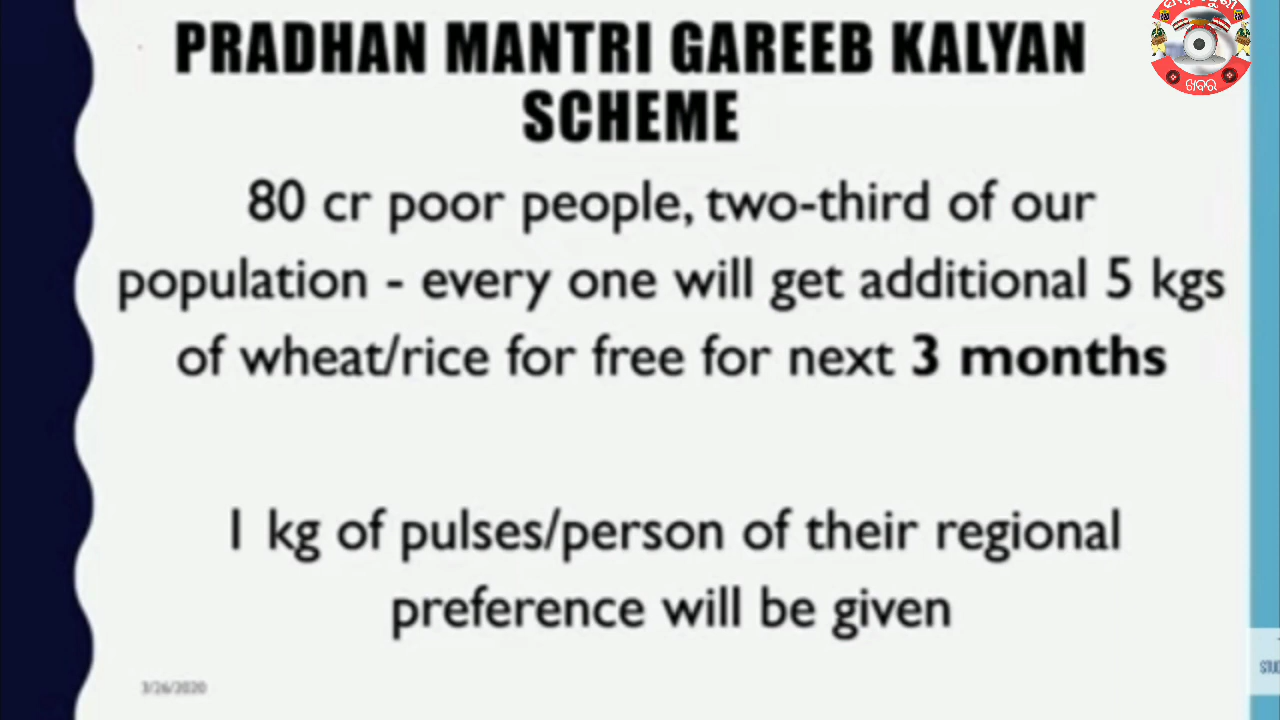 PRADHAN MANTRI GAREEB KALYAN
SCHEME
80 cr poor people, two-third of our
population - every one will get additional 5 kgs
of wheat/rice for free for next 3 months
1 kg of pulses/person of their regional
preference will be given
3/26/2020
ଖବର